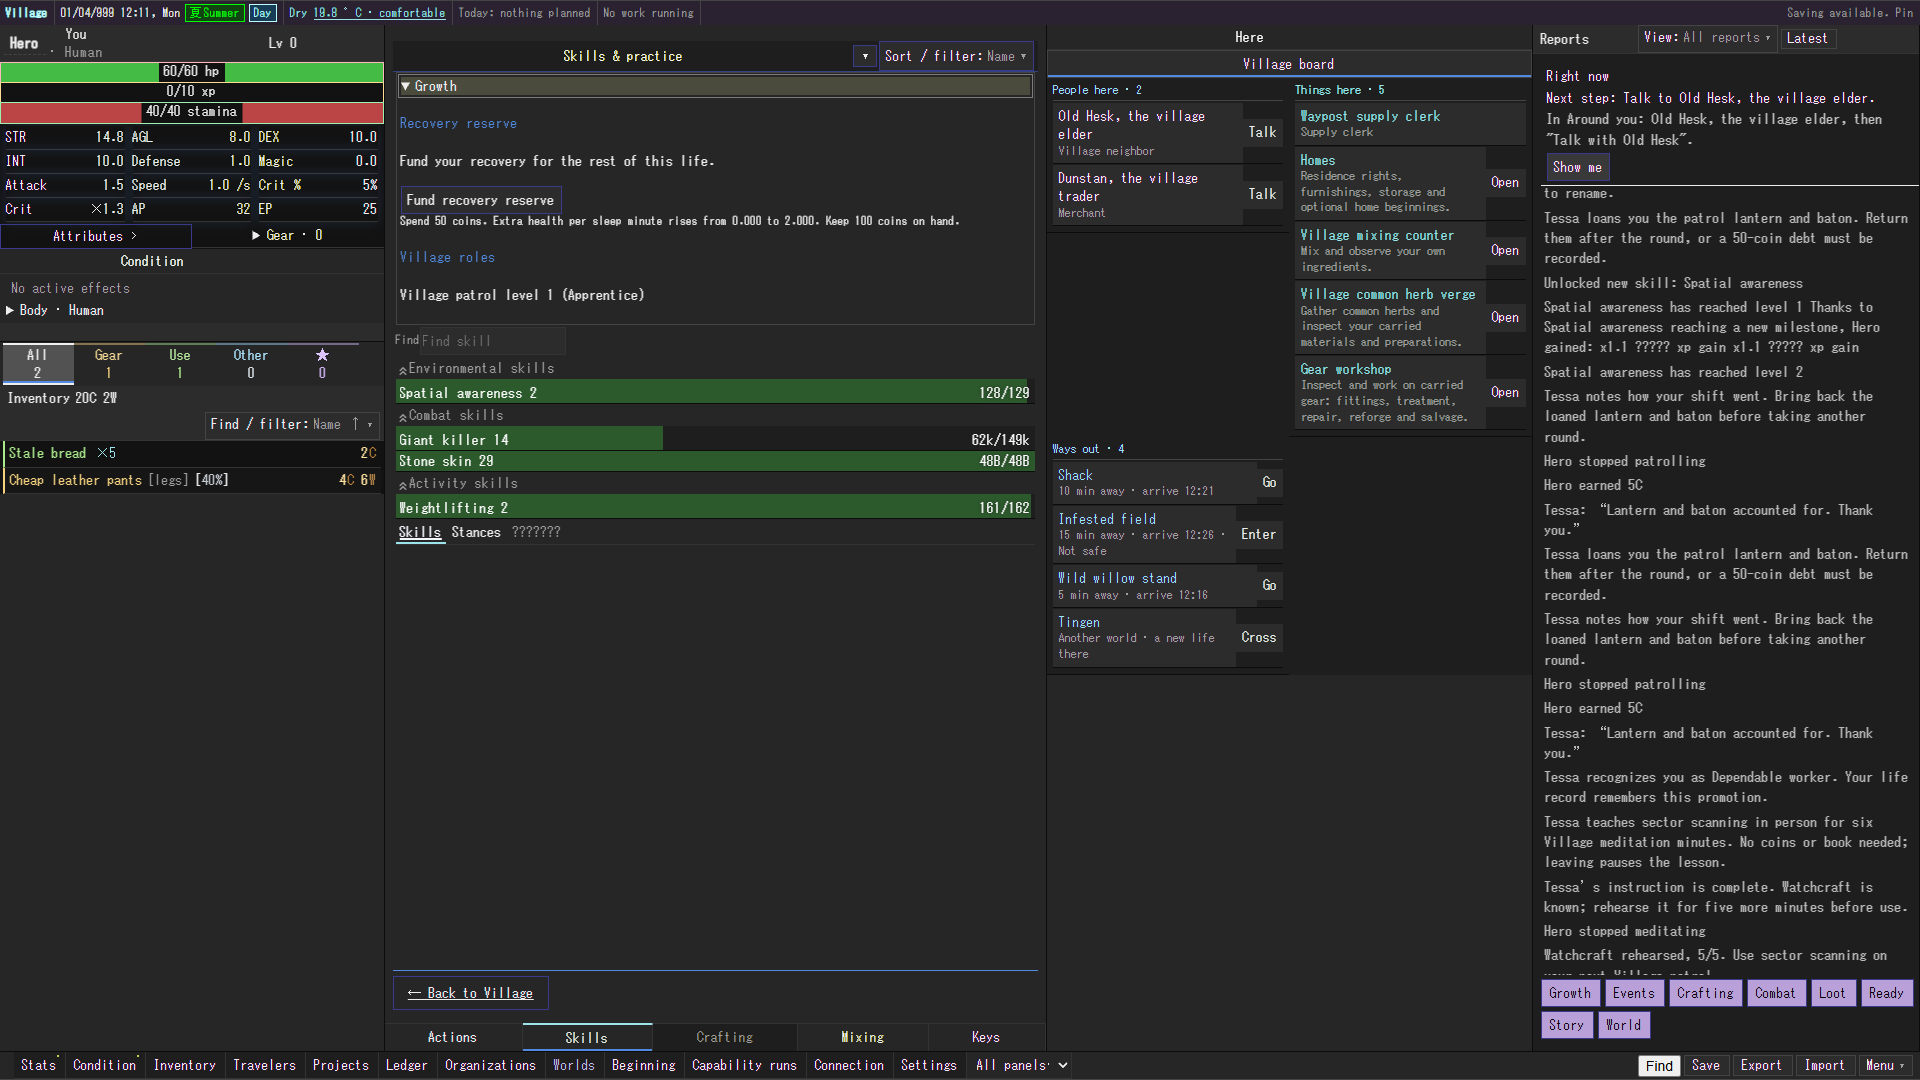 Village 01/04/999 12:11, Mon 夏Summer Day Dry 19.8 ° C · comfortable Today: nothing planned No work running Saving available. Pin
Hero · You
Human
Lv 0
60/60 hp
0/10 xp
40/40 stamina
STR 14.8 AGL 8.0 DEX 10.0
INT 10.0 Defense 1.0 Magic 0.0
Attack 1.5 Speed 1.0 /s Crit % 5%
Crit ×1.3 AP 32 EP 25
Attributes > ▶ Gear · 0
Condition
No active effects
▶ Body · Human
All Gear Use Other ★
2 1 1 0 0
Inventory 20C 2W
Find / filter: Name ↑ ▾
Stale bread ×5 2C
Cheap leather pants [legs] [40%] 4C 6W
Skills & practice ▾ Sort / filter: Name ▾
▼ Growth
Recovery reserve
Fund your recovery for the rest of this life.
Fund recovery reserve
Spend 50 coins. Extra health per sleep minute rises from 0.000 to 2.000. Keep 100 coins on hand.
Village roles
Village patrol level 1 (Apprentice)
Find Find skill
Environmental skills
Spatial awareness 2 128/129
Combat skills
Giant killer 14 62k/149k
Stone skin 29 48B/48B
Activity skills
Weightlifting 2 161/162
Skills Stances ???????
← Back to Village
Actions Skills Crafting Mixing Keys
Here
Village board
People here · 2
Old Hesk, the village
elder
Village neighbor
Talk
Dunstan, the village
trader
Merchant
Talk
Things here · 5
Waypost supply clerk
Supply clerk
Homes
Residence rights,
furnishings, storage and
optional home beginnings.
Open
Village mixing counter
Mix and observe your own
ingredients.
Open
Village common herb verge
Gather common herbs and
inspect your carried
materials and preparations.
Open
Gear workshop
Inspect and work on carried
gear: fittings, treatment,
repair, reforge and salvage.
Open
Ways out · 4
Shack
10 min away · arrive 12:21
Go
Infested field
15 min away · arrive 12:26 ·
Not safe
Enter
Wild willow stand
5 min away · arrive 12:16
Go
Tingen
Another world · a new life
there
Cross
Reports View: All reports ▾ Latest
Right now
Next step: Talk to Old Hesk, the village elder.
In Around you: Old Hesk, the village elder, then
"Talk with Old Hesk".
Show me
to rename.
Tessa loans you the patrol lantern and baton. Return
them after the round, or a 50-coin debt must be
recorded.
Unlocked new skill: Spatial awareness
Spatial awareness has reached level 1 Thanks to
Spatial awareness reaching a new milestone, Hero
gained: x1.1 ????? xp gain x1.1 ????? xp gain
Spatial awareness has reached level 2
Tessa notes how your shift went. Bring back the
loaned lantern and baton before taking another
round.
Hero stopped patrolling
Hero earned 5C
Tessa: “Lantern and baton accounted for. Thank
you.”
Tessa loans you the patrol lantern and baton. Return
them after the round, or a 50-coin debt must be
recorded.
Tessa notes how your shift went. Bring back the
loaned lantern and baton before taking another
round.
Hero stopped patrolling
Hero earned 5C
Tessa: “Lantern and baton accounted for. Thank
you.”
Tessa recognizes you as Dependable worker. Your life
record remembers this promotion.
Tessa teaches sector scanning in person for six
Village meditation minutes. No coins or book needed;
leaving pauses the lesson.
Tessa’s instruction is complete. Watchcraft is
known; rehearse it for five more minutes before use.
Hero stopped meditating
Watchcraft rehearsed, 5/5. Use sector scanning on
your next Village patrol.
Growth Events Crafting Combat Loot Ready
Story World
Stats Condition Inventory Travelers Projects Ledger Organizations Worlds Beginning Capability runs Connection Settings All panels Find Save Export Import Menu ▾